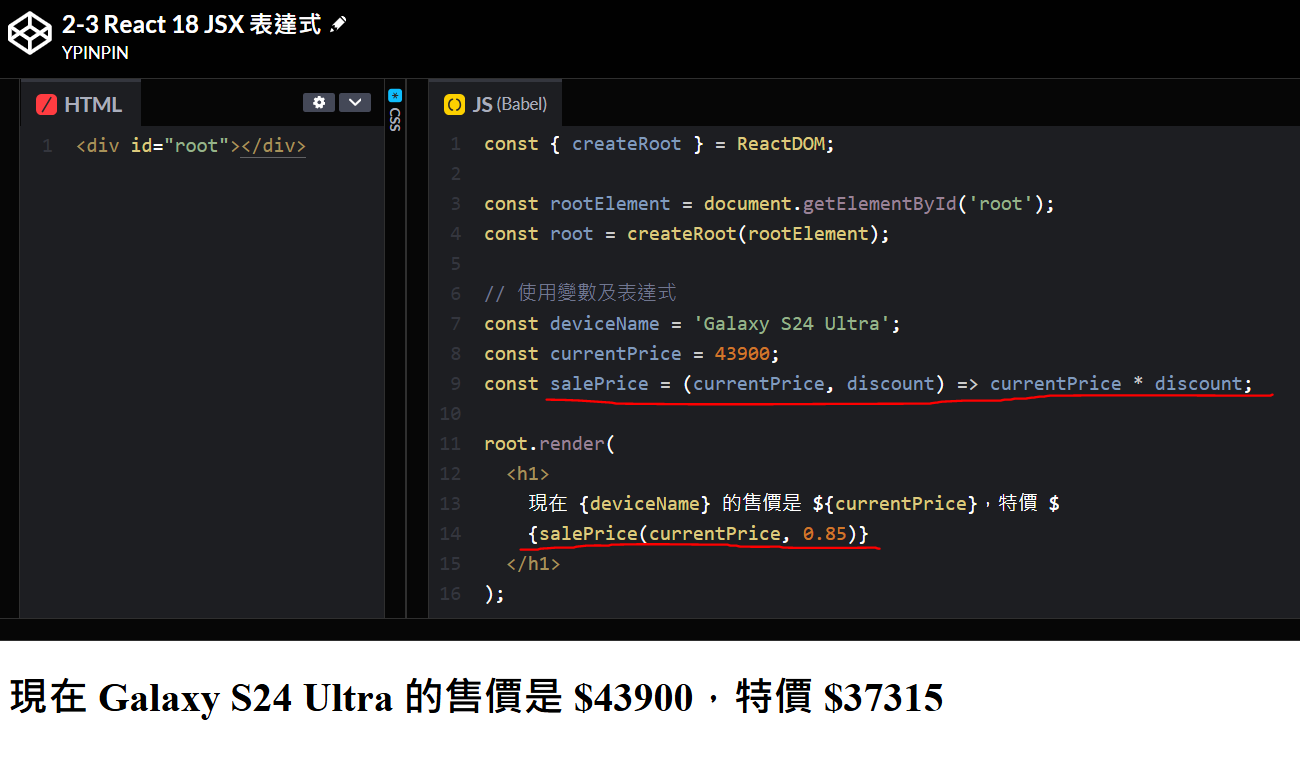 2-3 React 18 JSX 表達式
YPINPIN
HTML
1 <div id="root"></div>
CSS
JS (Babel)
1 const { createRoot } = ReactDOM;
2
3 const rootElement = document.getElementById('root');
4 const root = createRoot(rootElement);
5
6 // 使用變數及表達式
7 const deviceName = 'Galaxy S24 Ultra';
8 const currentPrice = 43900;
9 const salePrice = (currentPrice, discount) => currentPrice * discount;
10
11 root.render(
12 <h1>
13 現在 {deviceName} 的售價是 ${currentPrice}，特價 $
14 {salePrice(currentPrice, 0.85)}
15 </h1>
16 );
現在 Galaxy S24 Ultra 的售價是 $43900，特價 $37315